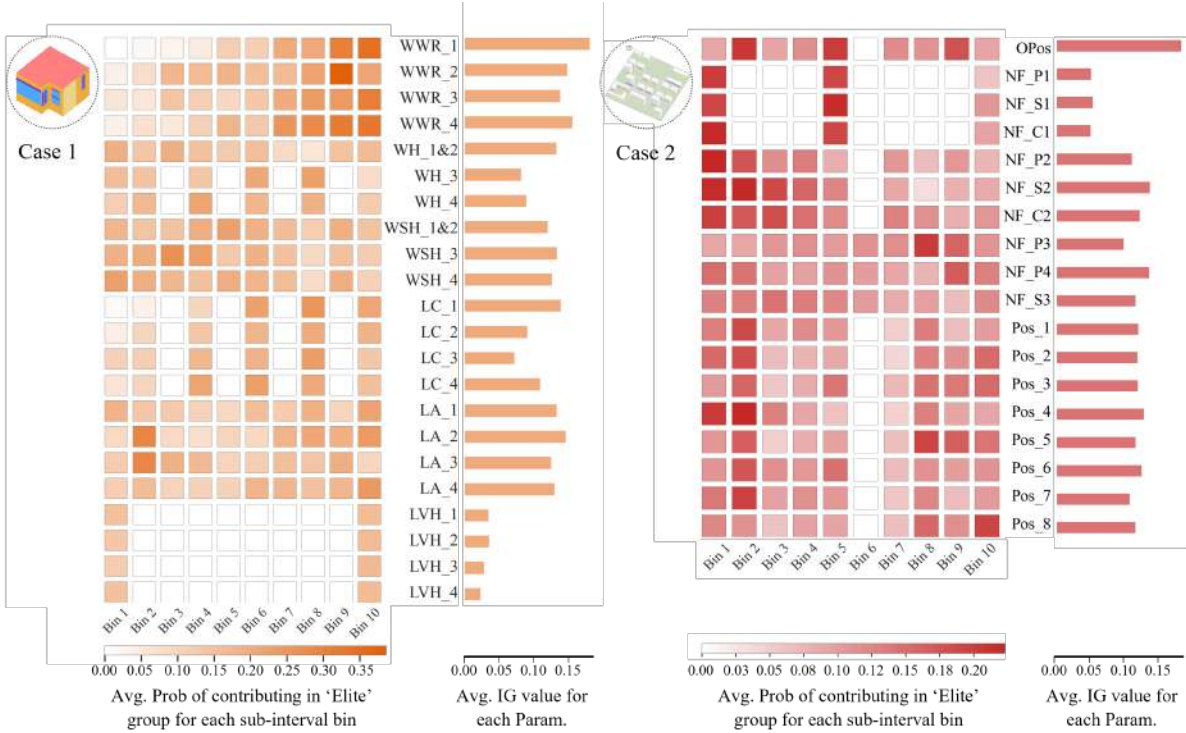 Case 1
WWR_1
WWR_2
WWR_3
WWR_4
WH_1&2
WH_3
WH_4
WSH_1&2
WSH_3
WSH_4
LC_1
LC_2
LC_3
LC_4
LA_1
LA_2
LA_3
LA_4
LVH_1
LVH_2
LVH_3
LVH_4
Bin 1 Bin 2 Bin 3 Bin 4 Bin 5 Bin 6 Bin 7 Bin 8 Bin 9 Bin 10
0.00 0.05 0.10 0.15 0.20 0.25 0.30 0.35
Avg. Prob of contributing in ‘Elite’
group for each sub-interval bin
0.00 0.05 0.10 0.15
Avg. IG value for
each Param.
Case 2
OPos
NF_P1
NF_S1
NF_C1
NF_P2
NF_S2
NF_C2
NF_P3
NF_P4
NF_S3
Pos_1
Pos_2
Pos_3
Pos_4
Pos_5
Pos_6
Pos_7
Pos_8
Bin 1 Bin 2 Bin 3 Bin 4 Bin 5 Bin 6 Bin 7 Bin 8 Bin 9 Bin 10
0.00 0.03 0.05 0.08 0.10 0.12 0.15 0.18 0.20
Avg. Prob of contributing in ‘Elite’
group for each sub-interval bin
0.00 0.05 0.10 0.15
Avg. IG value for
each Param.